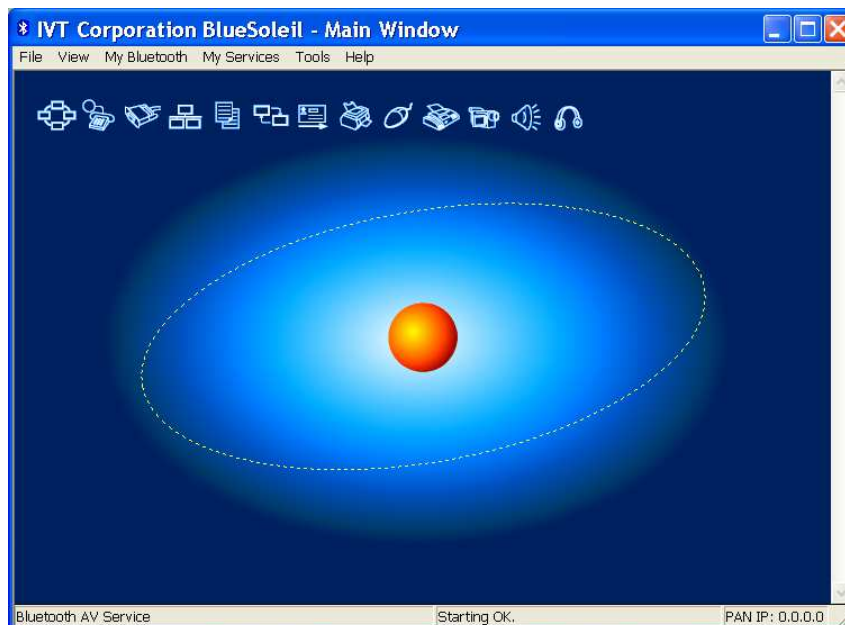 IVT Corporation BlueSoleil - Main Window
File View My Bluetooth My Services Tools Help
Bluetooth AV Service Starting OK. PAN IP: 0.0.0.0